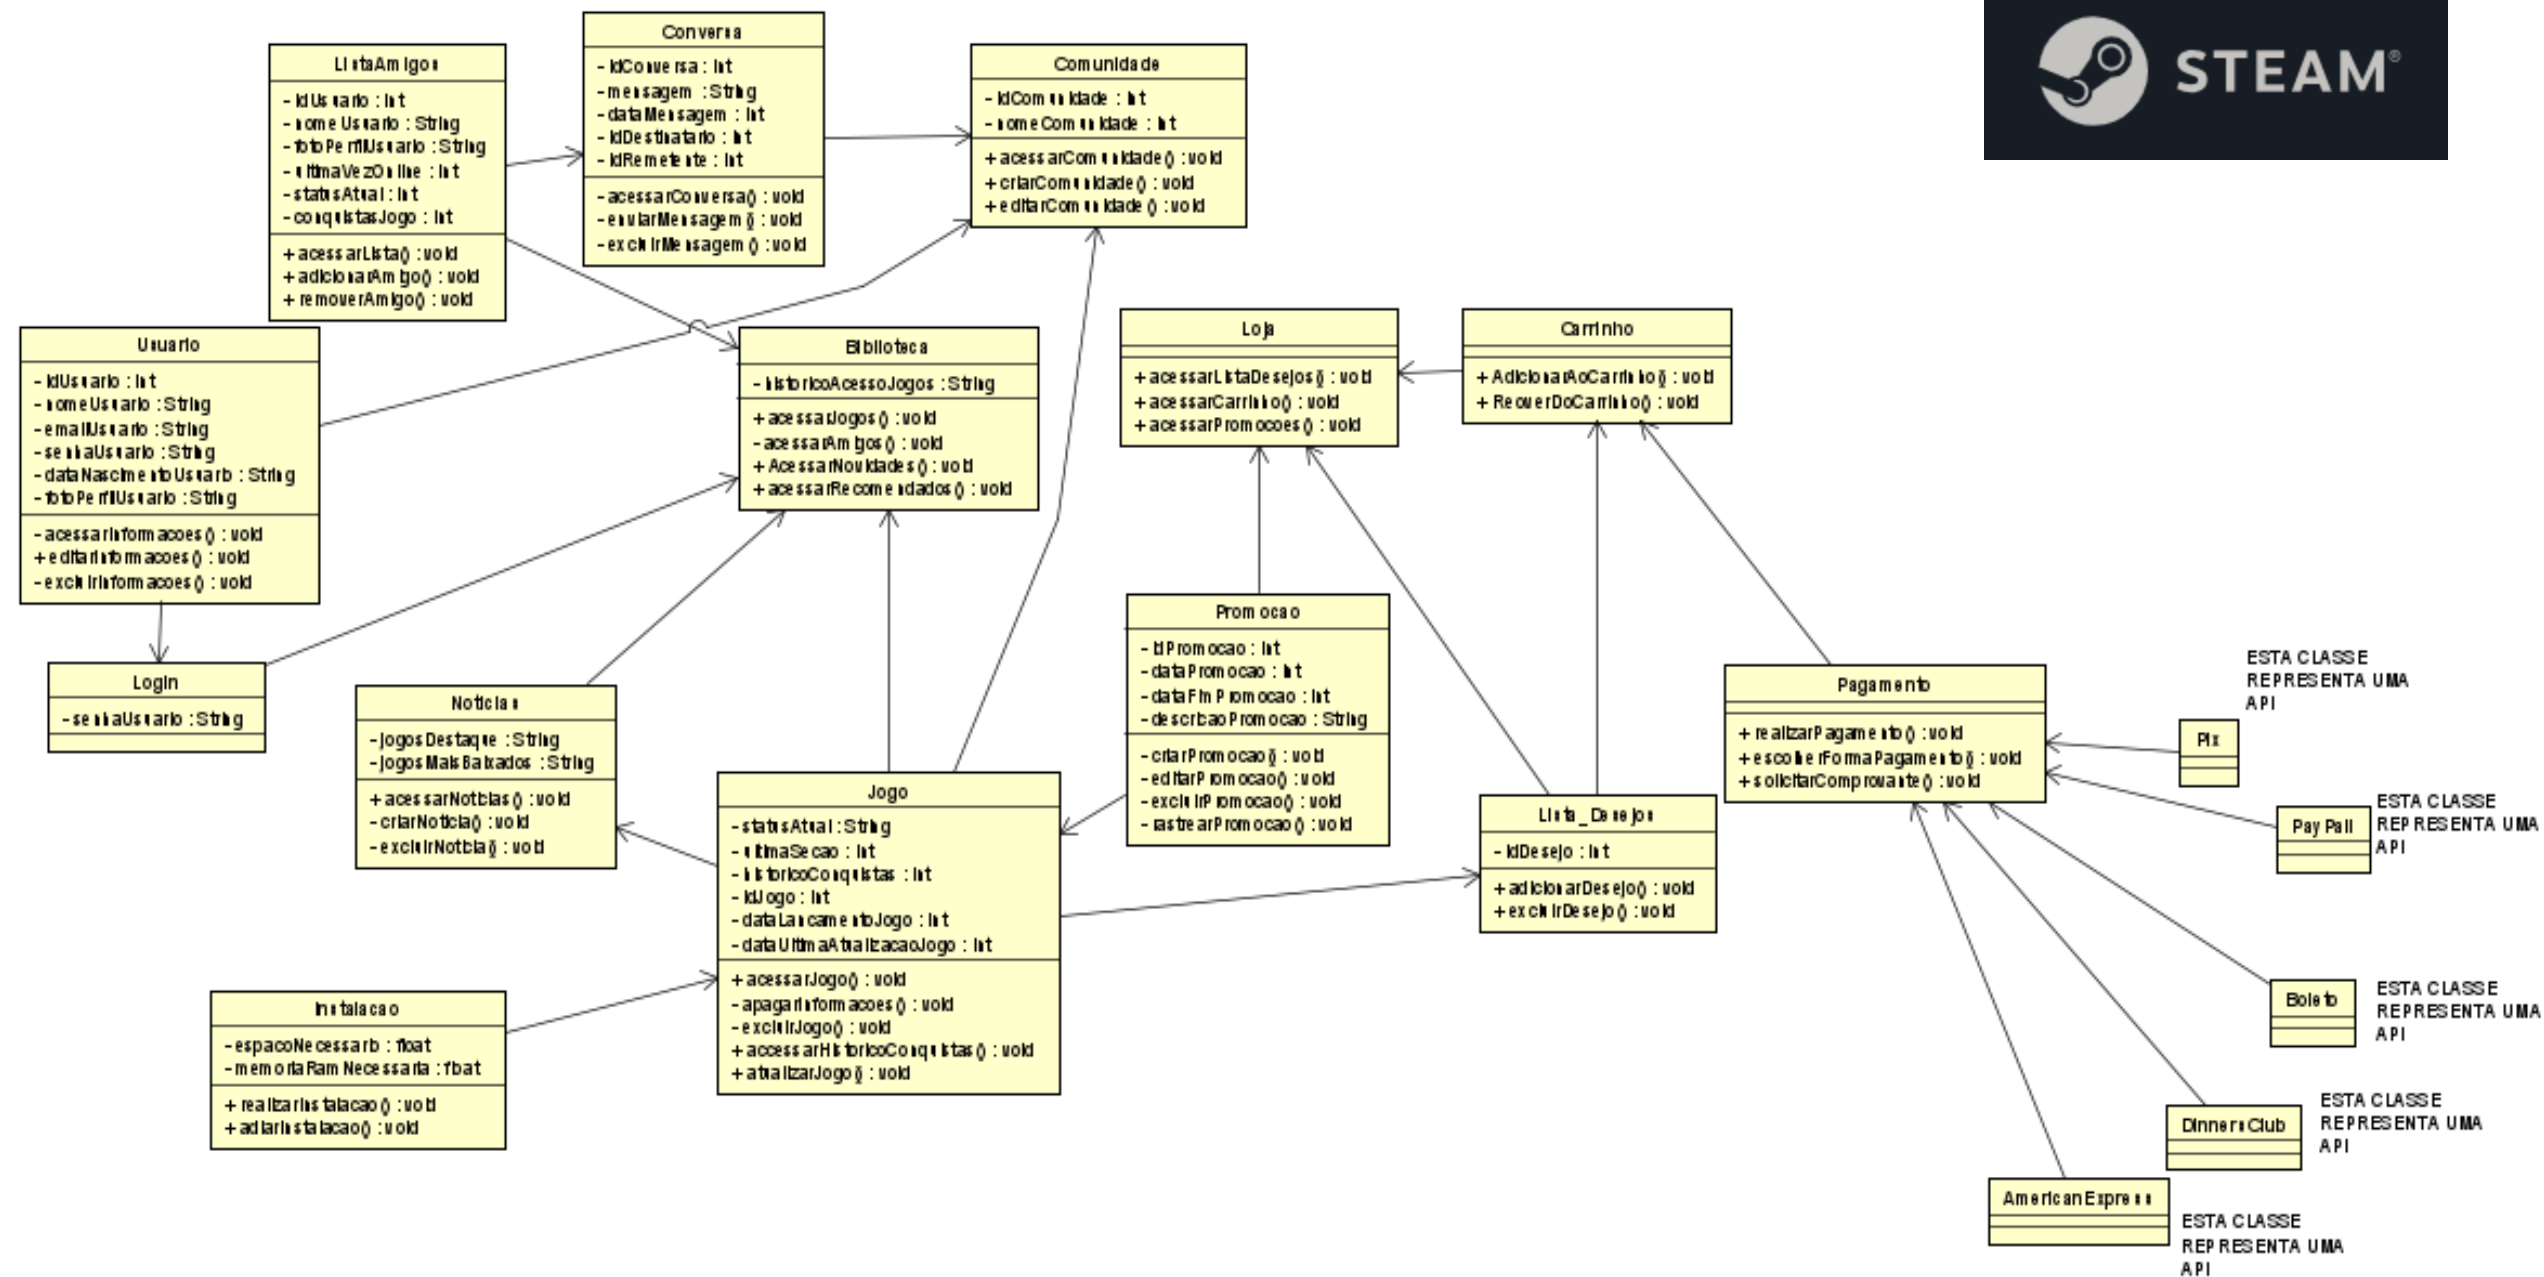 STEAM®
ListaAmigos
- idUsuario : int
- nomeUsuario : String
- fotoPerfilUsuario : String
- ultimaVezOnline : int
- statusAtual : int
- conquistasJogo : int
+ acessarLista() : void
+ adicionarAmigo() : void
+ removerAmigo() : void
Conversa
- idConversa : int
- mensagem : String
- dataMensagem : int
- idDestinatario : int
- idRemetente : int
- acessarConversa() : void
- enviarMensagem() : void
- excluirMensagem() : void
Comunidade
- idComunidade : int
- nomeComunidade : int
+ acessarComunidade() : void
+ criarComunidade() : void
+ editarComunidade() : void
Usuario
- idUsuario : int
- nomeUsuario : String
- emailUsuario : String
- senhaUsuario : String
- dataNascimentoUsuario : String
- fotoPerfilUsuario : String
- acessarInformacoes() : void
+ editarInformacoes() : void
- excluirInformacoes() : void
Biblioteca
- historicoAcessoJogos : String
+ acessarJogos() : void
- acessarAmigos() : void
+ AcessarNovidades() : void
+ acessarRecomendados() : void
Loja
+ acessarListaDesejos() : void
+ acessarCarrinho() : void
+ acessarPromocoes() : void
Carrinho
+ AdicionarAoCarrinho() : void
+ ReoverDoCarrinho() : void
Login
- senhaUsuario : String
Noticias
- jogosDestaque : String
- jogosMaisBaixados : String
+ acessarNoticias() : void
- criarNoticia() : void
- excluirNoticia() : void
Promocao
- idPromocao : int
- dataPromocao : int
- dataFimPromocao : int
- descricaoPromocao : String
- criarPromocao() : void
- editarPromocao() : void
- excluirPromocao() : void
- rastrearPromocao() : void
Jogo
- statusAtual : String
- ultimaSecao : int
- historicoConquistas : int
- idJogo : int
- dataLancamentoJogo : int
- dataUltimaAtualizacaoJogo : int
+ acessarJogo() : void
- apagarInformacoes() : void
- excluirJogo() : void
+ accessarHistoricoConquistas() : void
+ atualizarJogo() : void
Lista_Desejos
- idDesejo : int
+ adicionarDesejo() : void
+ excluirDesejo() : void
Pagamento
+ realizarPagamento() : void
+ escolherFormaPagamento() : void
+ solicitarComprovante() : void
ESTA CLASSE
REPRESENTA UMA
API
Pix
ESTA CLASSE
REPRESENTA UMA
API
PayPall
Boleto
ESTA CLASSE
REPRESENTA UMA
API
Instalacao
- espacoNecessario : float
- memoriaRamNecessaria : float
+ realizarInstalacao() : void
+ adiarInstalacao() : void
DinnersClub
ESTA CLASSE
REPRESENTA UMA
API
AmericanExpress
ESTA CLASSE
REPRESENTA UMA
API